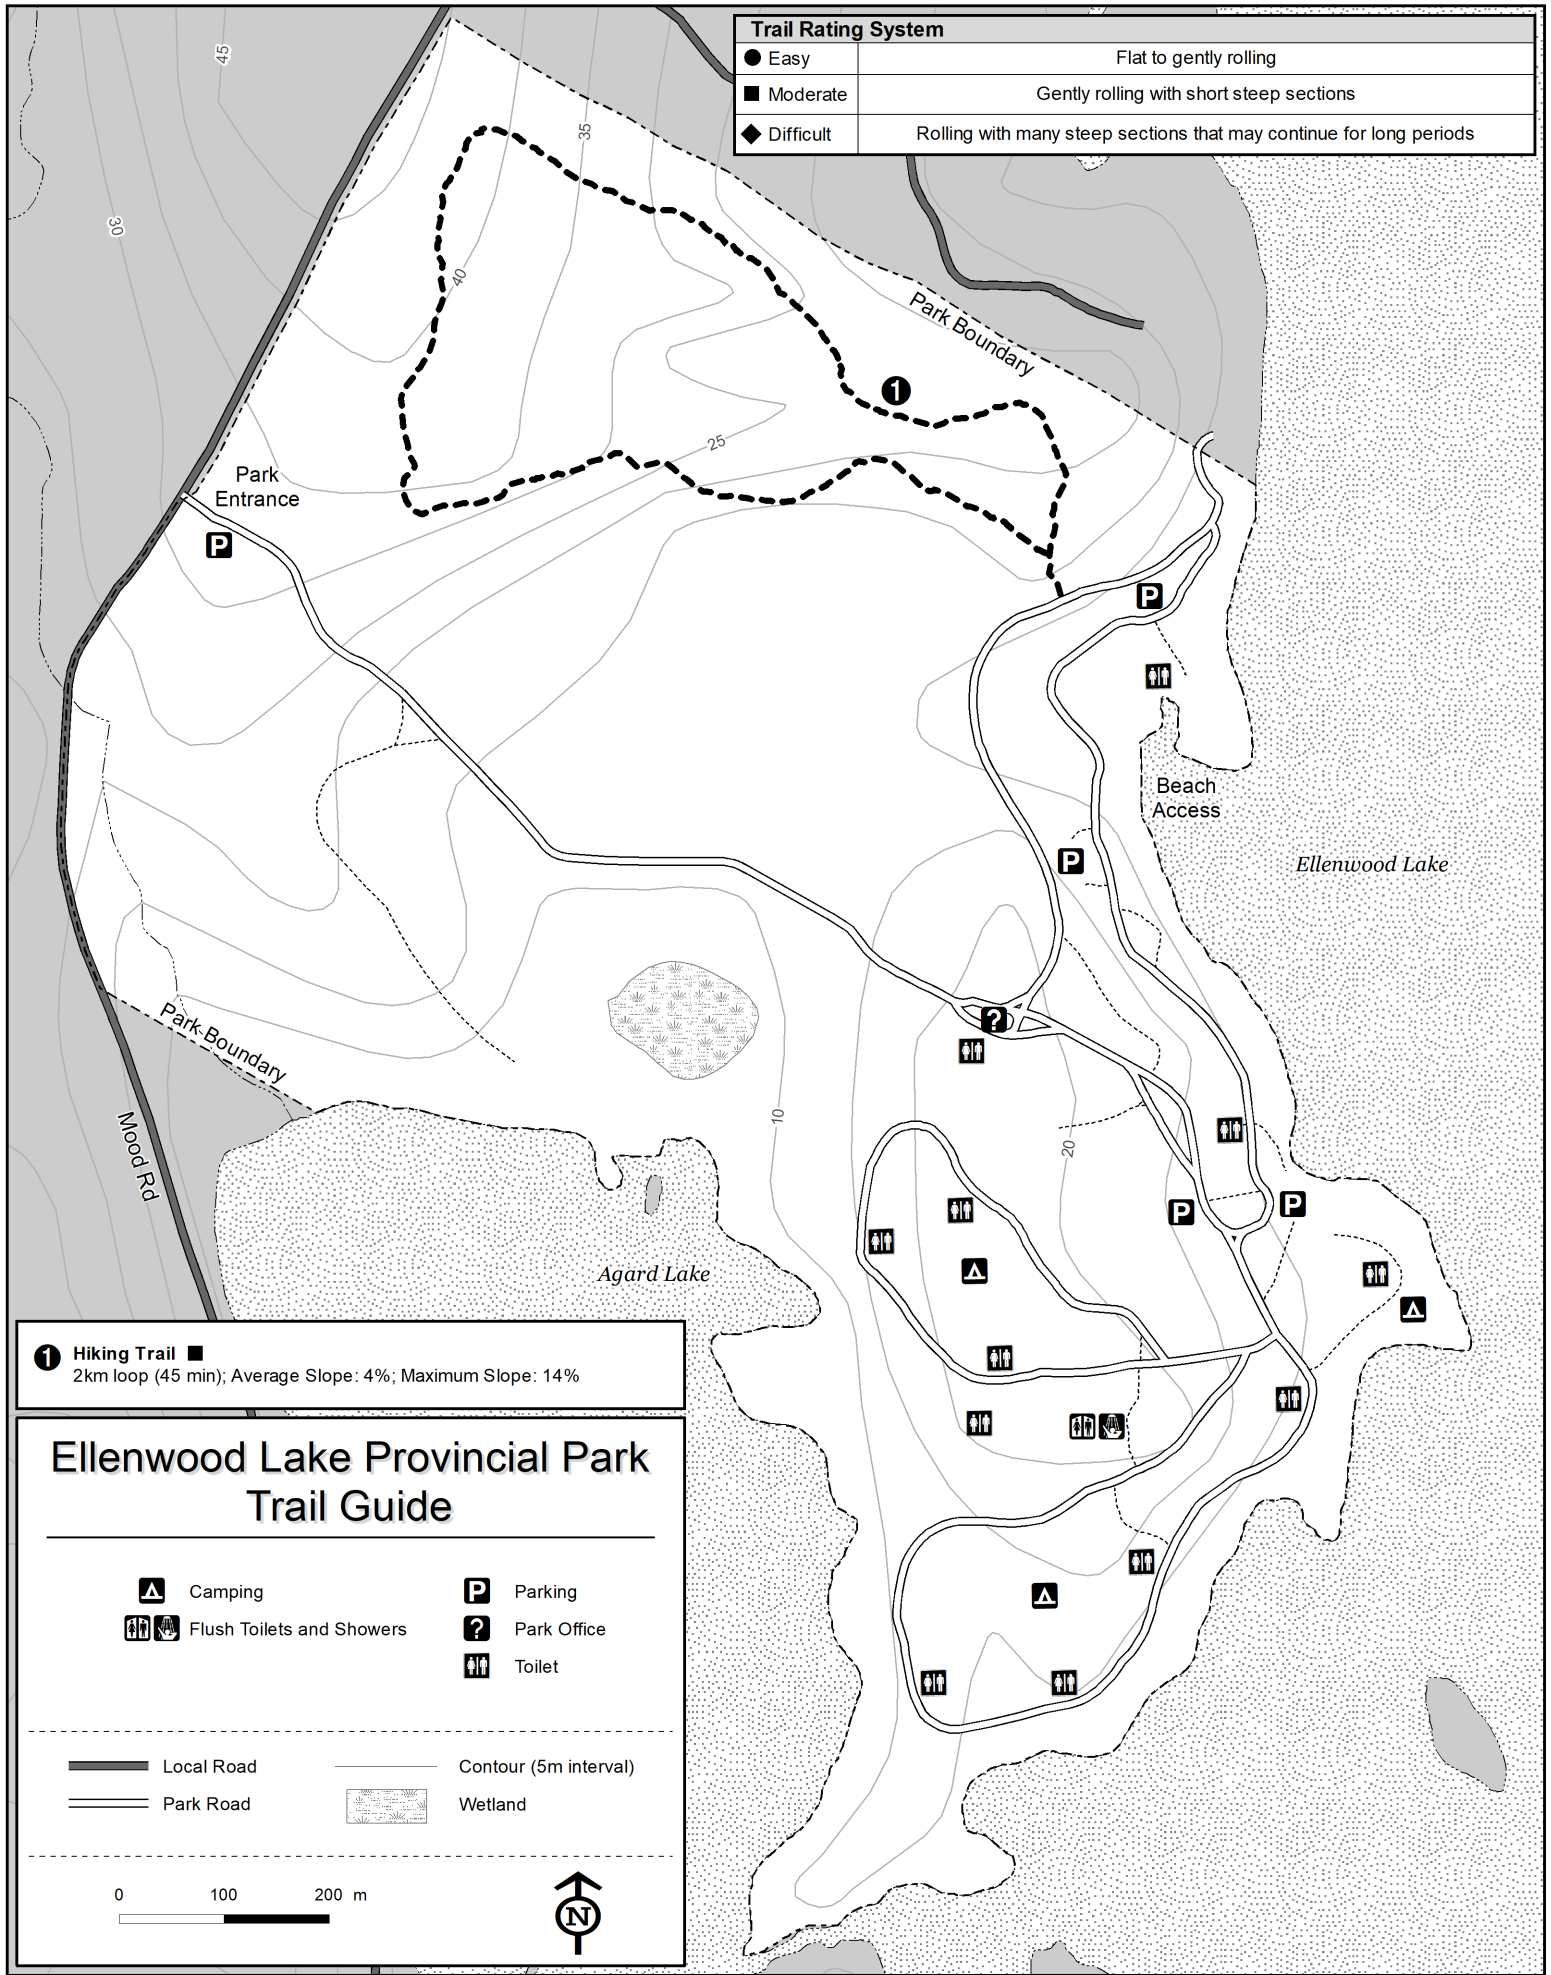 Trail Rating System
Easy Flat to gently rolling
Moderate Gently rolling with short steep sections
Difficult Rolling with many steep sections that may continue for long periods
45
35
30
40
Park Boundary
1
25
Park
Entrance
P
P
Beach
Access
P
Ellenwood Lake
Park Boundary
?
Mood Rd
10
20
P
P
Agard Lake
1 Hiking Trail
2km loop (45 min); Average Slope: 4%; Maximum Slope: 14%
Ellenwood Lake Provincial Park
Trail Guide
Camping
P Parking
Flush Toilets and Showers
? Park Office
Toilet
Local Road
Contour (5m interval)
Park Road
Wetland
0 100 200 m
N